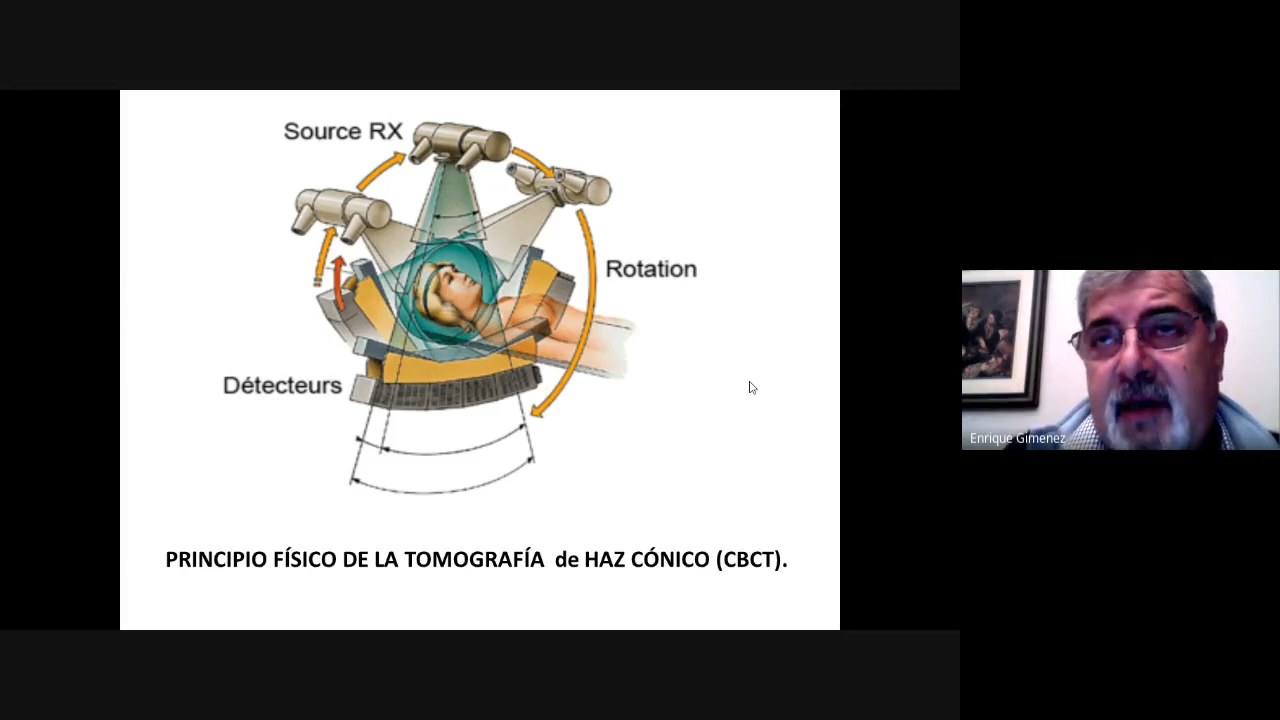 Source RX
Rotation
Détecteurs
PRINCIPIO FÍSICO DE LA TOMOGRAFÍA de HAZ CÓNICO (CBCT).
Enrique Gimenez